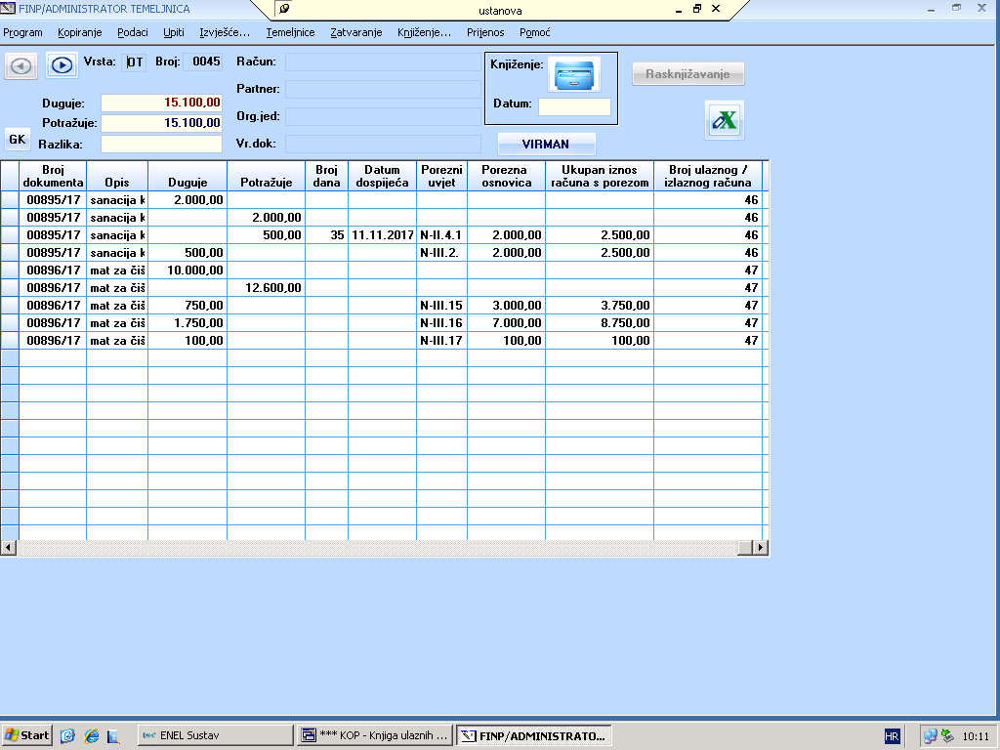 FINP/ADMINISTRATOR TEMELJNICA
ustanova
Program Kopiranje Podaci Upiti Izvješće... Temeljnice Zatvaranje Knjiženje... Prijenos Pomoć
Vrsta: OT Broj: 0045 Račun:
Partner:
Duguje: 15.100,00
Potražuje: 15.100,00 Org.jed:
GK Razlika: Vr.dok:
Knjiženje:
Datum:
Rasknjižavanje
VIRMAN
Broj dokumenta Opis Duguje Potražuje Broj dana Datum dospijeća Porezni uvjet Porezna osnovica Ukupan iznos računa s porezom Broj ulaznog / izlaznog računa
00895/17 sanacija k 2.000,00 46
00895/17 sanacija k 2.000,00 46
00895/17 sanacija k 500,00 35 11.11.2017 N-II.4.1 2.000,00 2.500,00 46
00895/17 sanacija k 500,00 N-III.2. 2.000,00 2.500,00 46
00896/17 mat za čiš 10.000,00 47
00896/17 mat za čiš 12.600,00 47
00896/17 mat za čiš 750,00 N-III.15 3.000,00 3.750,00 47
00896/17 mat za čiš 1.750,00 N-III.16 7.000,00 8.750,00 47
00896/17 mat za čiš 100,00 N-III.17 100,00 100,00 47
Start ENEL Sustav *** KOP - Knjiga ulaznih ... FINP/ADMINISTRATO... HR 10:11